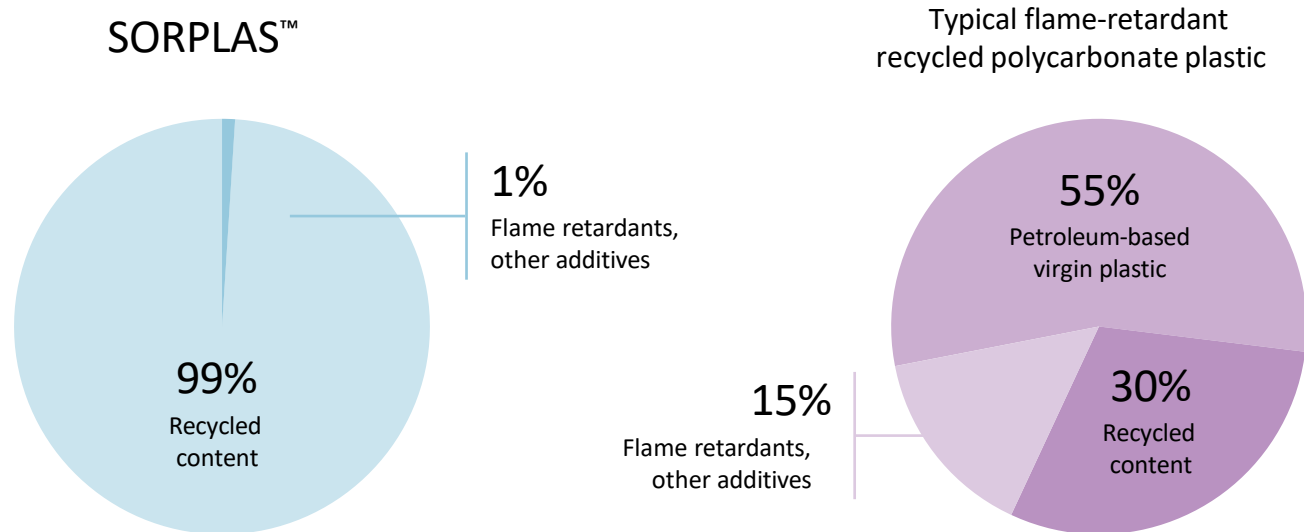 SORPLAS™
1%
Flame retardants,
other additives
99%
Recycled
content
Typical flame-retardant
recycled polycarbonate plastic
55%
Petroleum-based
virgin plastic
15%
Flame retardants,
other additives
30%
Recycled
content